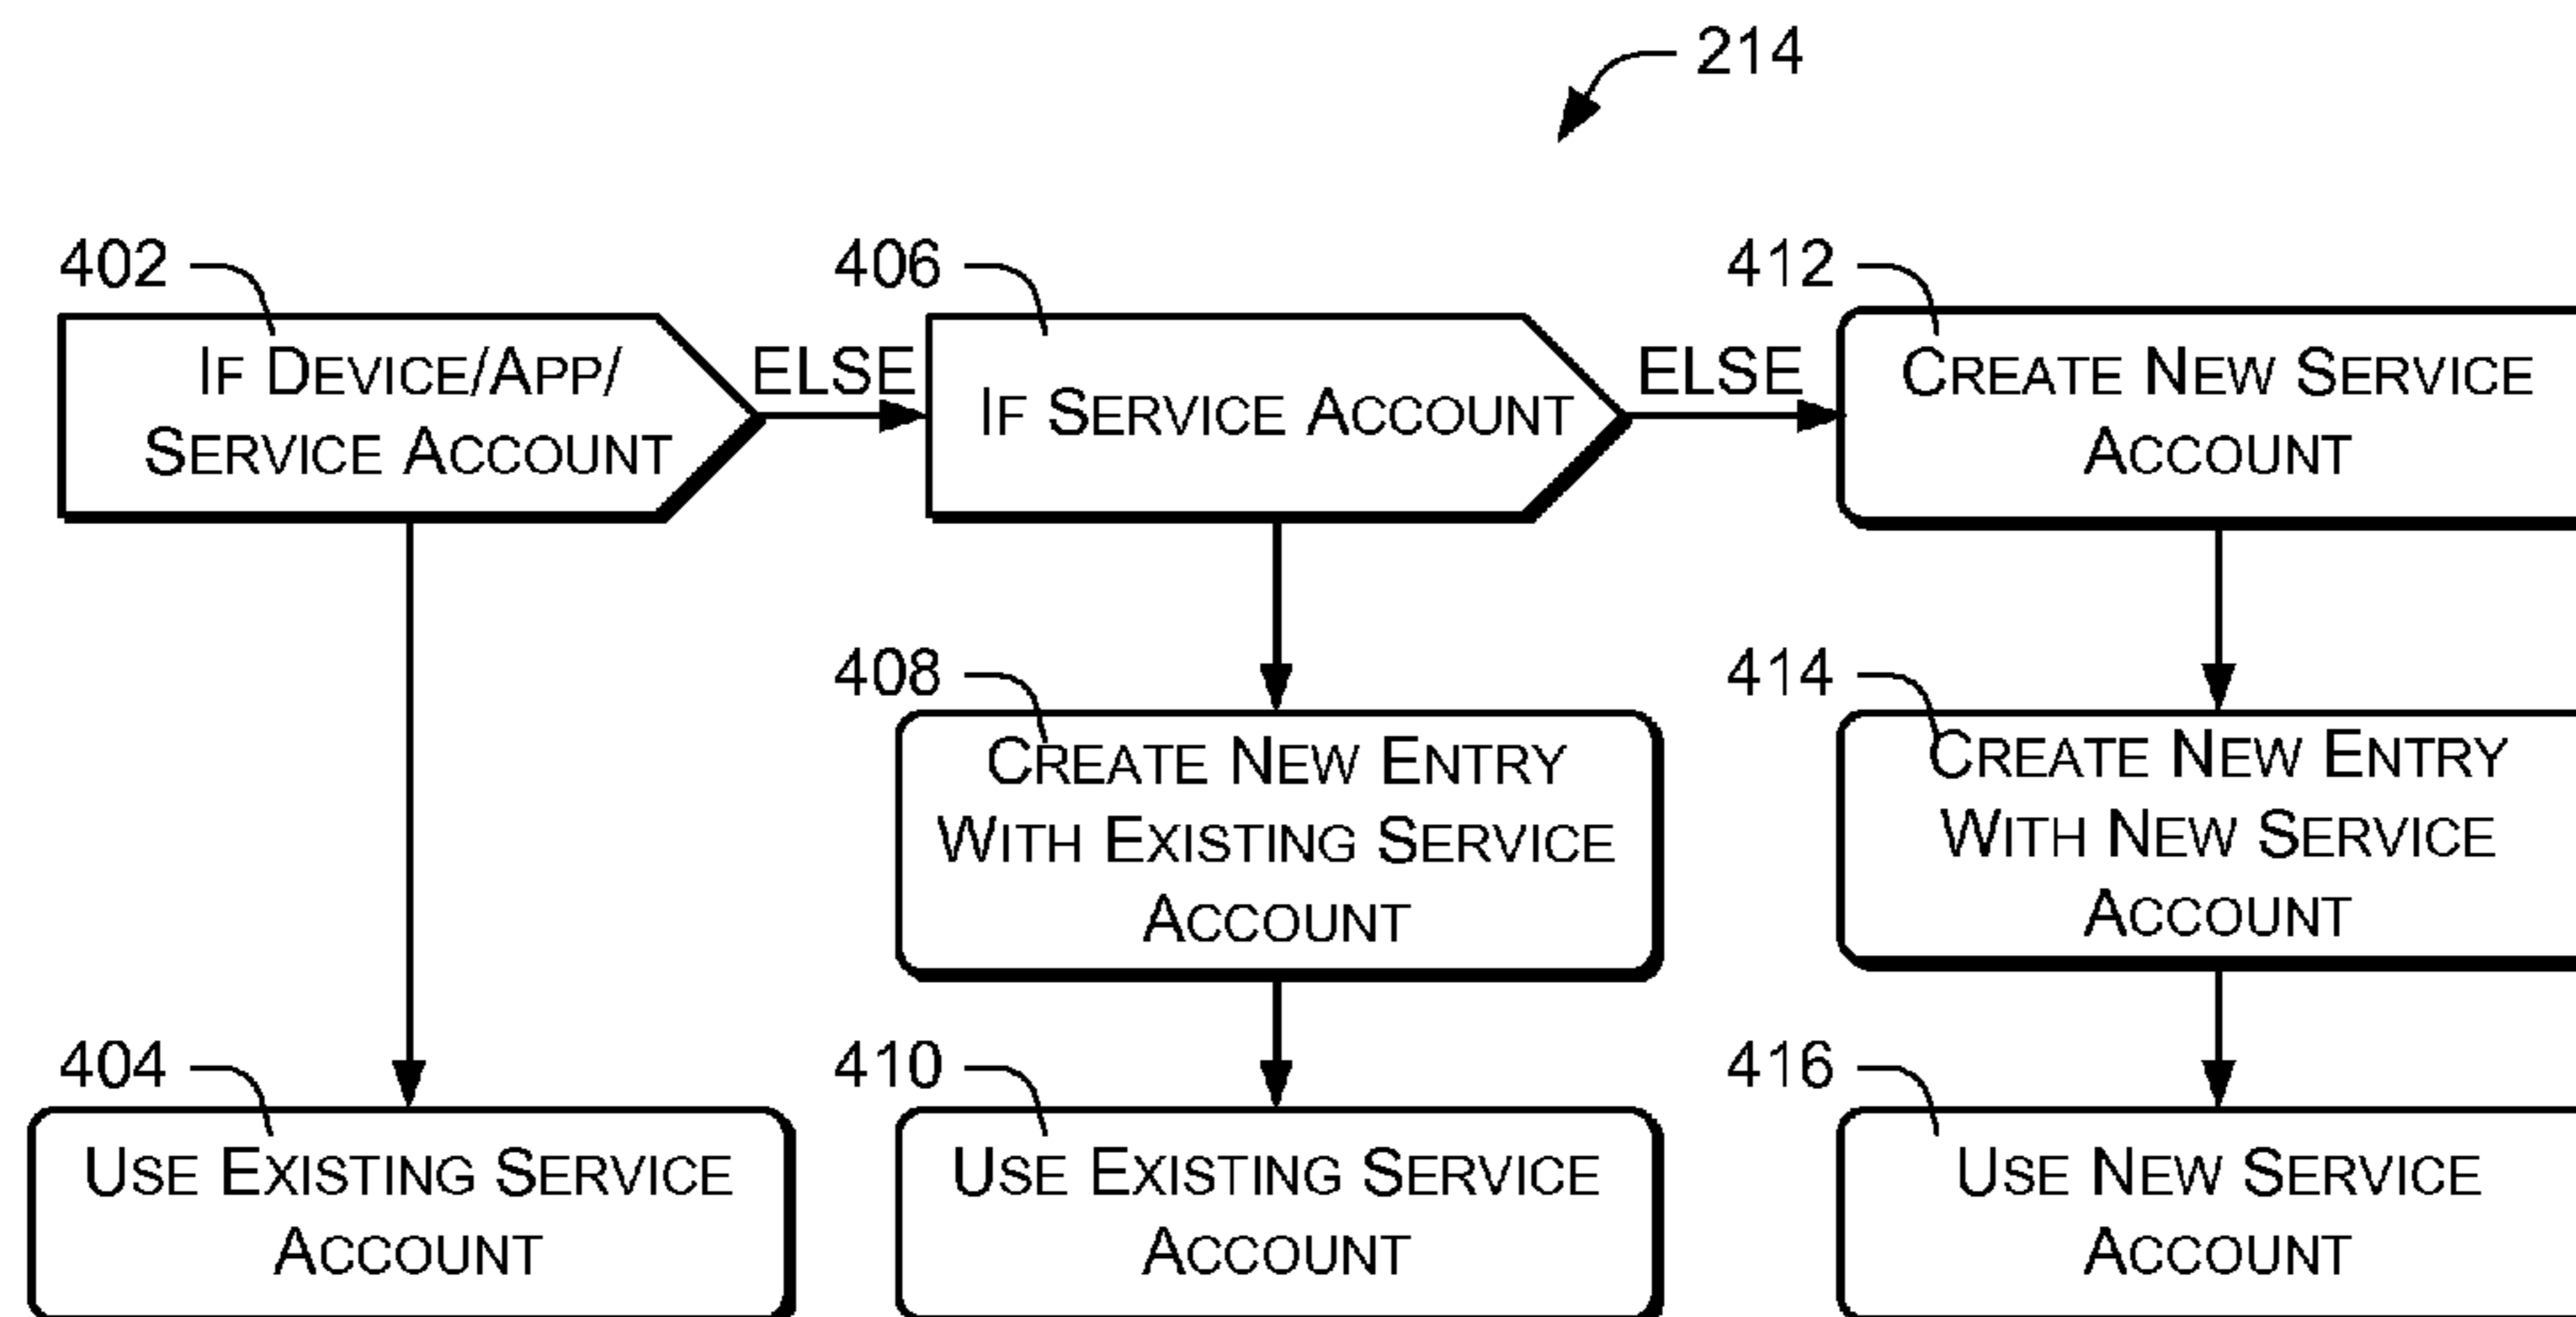 214
402
406
412
IF DEVICE/APP/
SERVICE ACCOUNT
ELSE
IF SERVICE ACCOUNT
ELSE
CREATE NEW SERVICE
ACCOUNT
408
414
CREATE NEW ENTRY
WITH EXISTING SERVICE
ACCOUNT
CREATE NEW ENTRY
WITH NEW SERVICE
ACCOUNT
404
410
416
USE EXISTING SERVICE
ACCOUNT
USE EXISTING SERVICE
ACCOUNT
USE NEW SERVICE
ACCOUNT